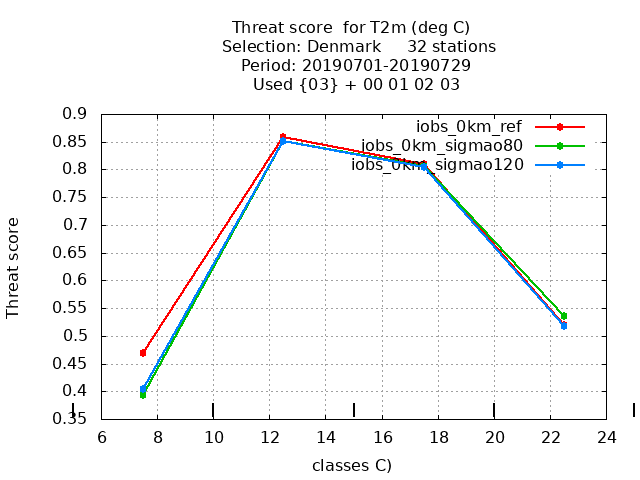 Threat score  for T2m (deg C)
Selection: Denmark     32 stations
Period: 20190701-20190729
Used {03} + 00 01 02 03
0.9
0.85
0.8
0.75
0.7
0.65
0.6
0.55
0.5
0.45
0.4
0.35
Threat score
iobs_0km_ref
iobs_0km_sigmao80
iobs_0km_sigmao120
6 8 10 12 14 16 18 20 22 24
classes C)